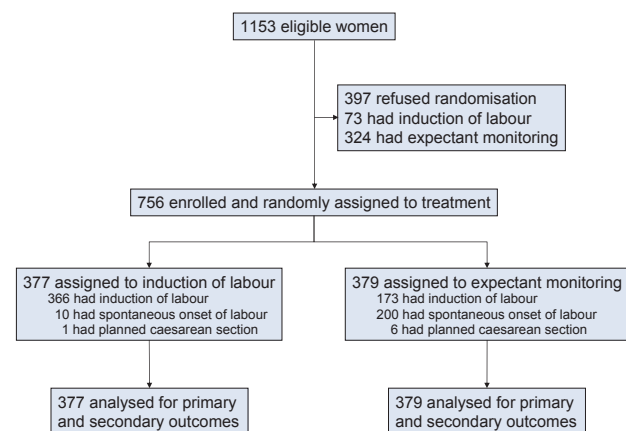 1153 eligible women
397 refused randomisation
73 had induction of labour
324 had expectant monitoring
756 enrolled and randomly assigned to treatment
377 assigned to induction of labour
366 had induction of labour
10 had spontaneous onset of labour
1 had planned caesarean section
379 assigned to expectant monitoring
173 had induction of labour
200 had spontaneous onset of labour
6 had planned caesarean section
377 analysed for primary
and secondary outcomes
379 analysed for primary
and secondary outcomes